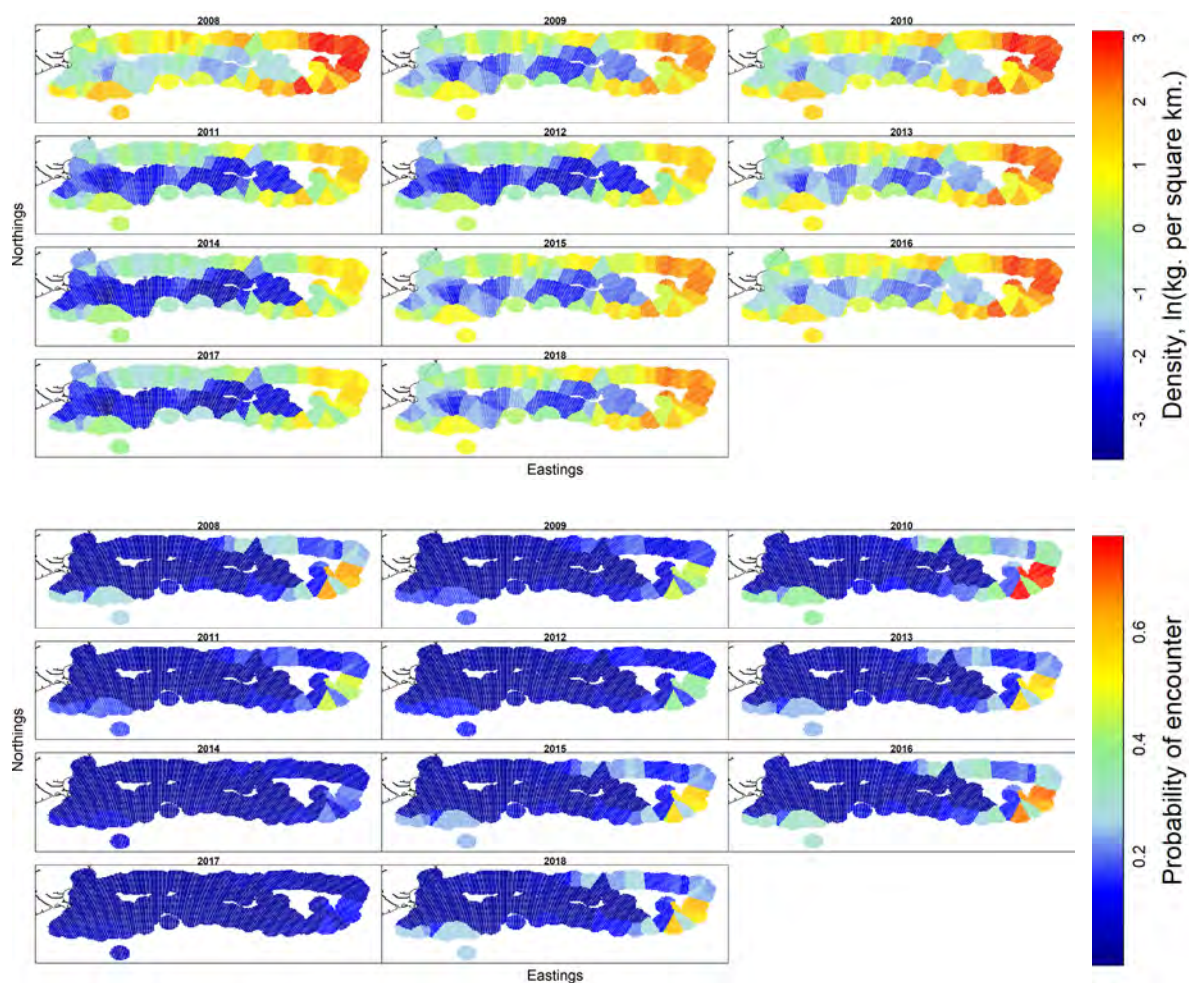 2008 2009 2010
2011 2012 2013
2014 2015 2016
2017 2018
Northings
Eastings
3
2
1
0
-1
-2
-3
Density, ln(kg. per square km.)
2008 2009 2010
2011 2012 2013
2014 2015 2016
2017 2018
Northings
Eastings
0.6
0.4
0.2
Probability of encounter